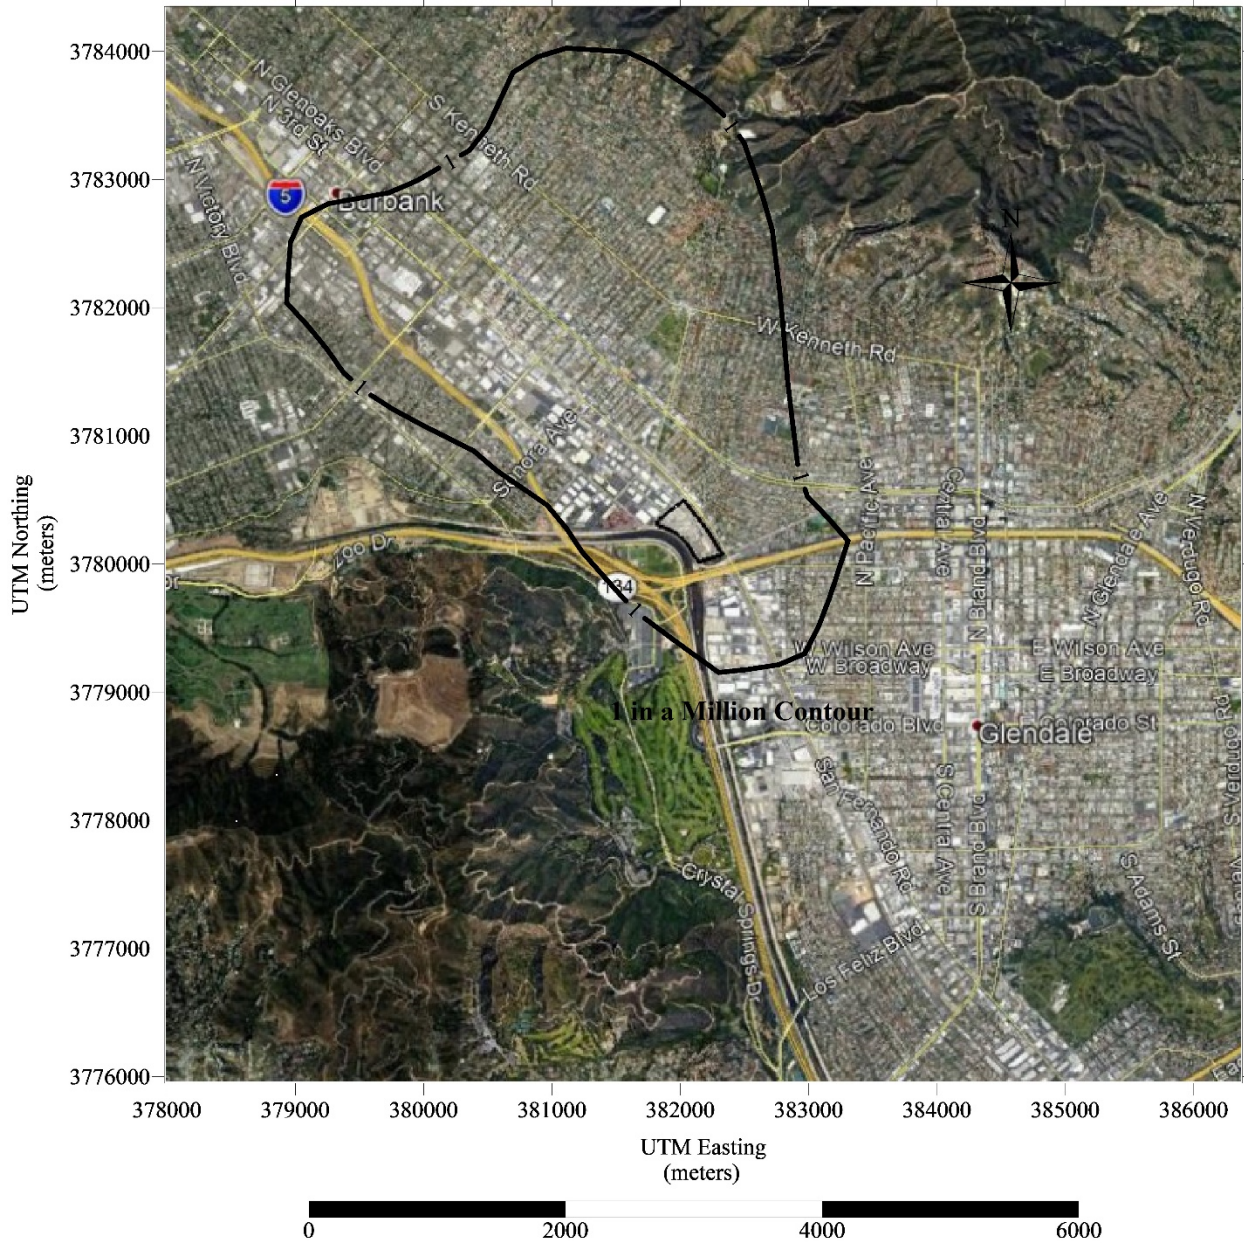 3784000
3783000
3782000
3781000
3780000
3779000
3778000
3777000
3776000
UTM Northing
(meters)
N Glenoaks Blvd
N 3rd St
S Kenneth Rd
N Victory Blvd
5
Burbank
1
1
N
W Kenneth Rd
1
Sonora Ave
1
N Pacific Ave
Central Ave
N Brand Blvd
N Glendale Ave
N Verdugo Rd
Zoo Dr
134
1
W Wilson Ave
W Broadway
E Wilson Ave
E Broadway
1 in a Million Contour
Colorado Blvd
Colorado St
Glendale
S Verdugo Rd
San Fernando Rd
S Central Ave
S Brand Blvd
S Adams St
Crystal Springs Dr
Los Feliz Blvd
378000 379000 380000 381000 382000 383000 384000 385000 386000
UTM Easting
(meters)
0 2000 4000 6000